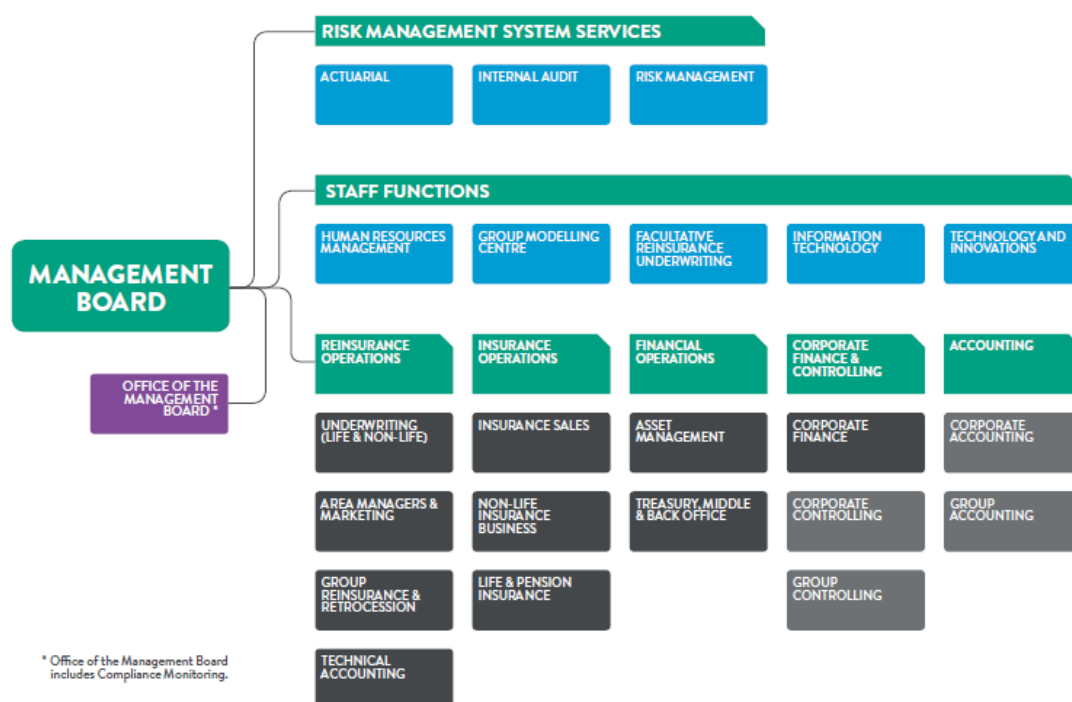 RISK MANAGEMENT SYSTEM SERVICES
ACTUARIAL
INTERNAL AUDIT
RISK MANAGEMENT
STAFF FUNCTIONS
HUMAN RESOURCES
MANAGEMENT
GROUP MODELLING
CENTRE
FACULTATIVE
REINSURANCE
UNDERWRITING
INFORMATION
TECHNOLOGY
TECHNOLOGY AND
INNOVATIONS
MANAGEMENT
BOARD
OFFICE OF THE
MANAGEMENT
BOARD *
REINSURANCE
OPERATIONS
INSURANCE
OPERATIONS
FINANCIAL
OPERATIONS
CORPORATE
FINANCE &
CONTROLLING
ACCOUNTING
UNDERWRITING
(LIFE & NON-LIFE)
INSURANCE SALES
ASSET
MANAGEMENT
CORPORATE
FINANCE
CORPORATE
ACCOUNTING
AREA MANAGERS &
MARKETING
NON-LIFE
INSURANCE
BUSINESS
TREASURY, MIDDLE
& BACK OFFICE
CORPORATE
CONTROLLING
GROUP
ACCOUNTING
GROUP
REINSURANCE &
RETROCESSION
LIFE & PENSION
INSURANCE
GROUP
CONTROLLING
TECHNICAL
ACCOUNTING
* Office of the Management Board
includes Compliance Monitoring.